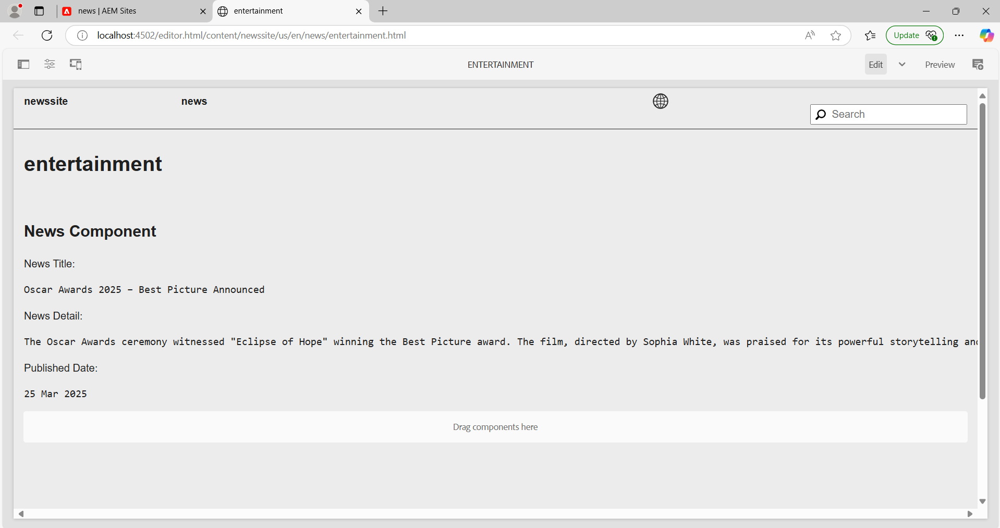 news | AEM Sites
entertainment
localhost:4502/editor.html/content/newssite/us/en/news/entertainment.html
Update
ENTERTAINMENT
Edit
Preview
newssite
news
Search
entertainment
News Component
News Title:
Oscar Awards 2025 – Best Picture Announced
News Detail:
The Oscar Awards ceremony witnessed "Eclipse of Hope" winning the Best Picture award. The film, directed by Sophia White, was praised for its powerful storytelling and
Published Date:
25 Mar 2025
Drag components here